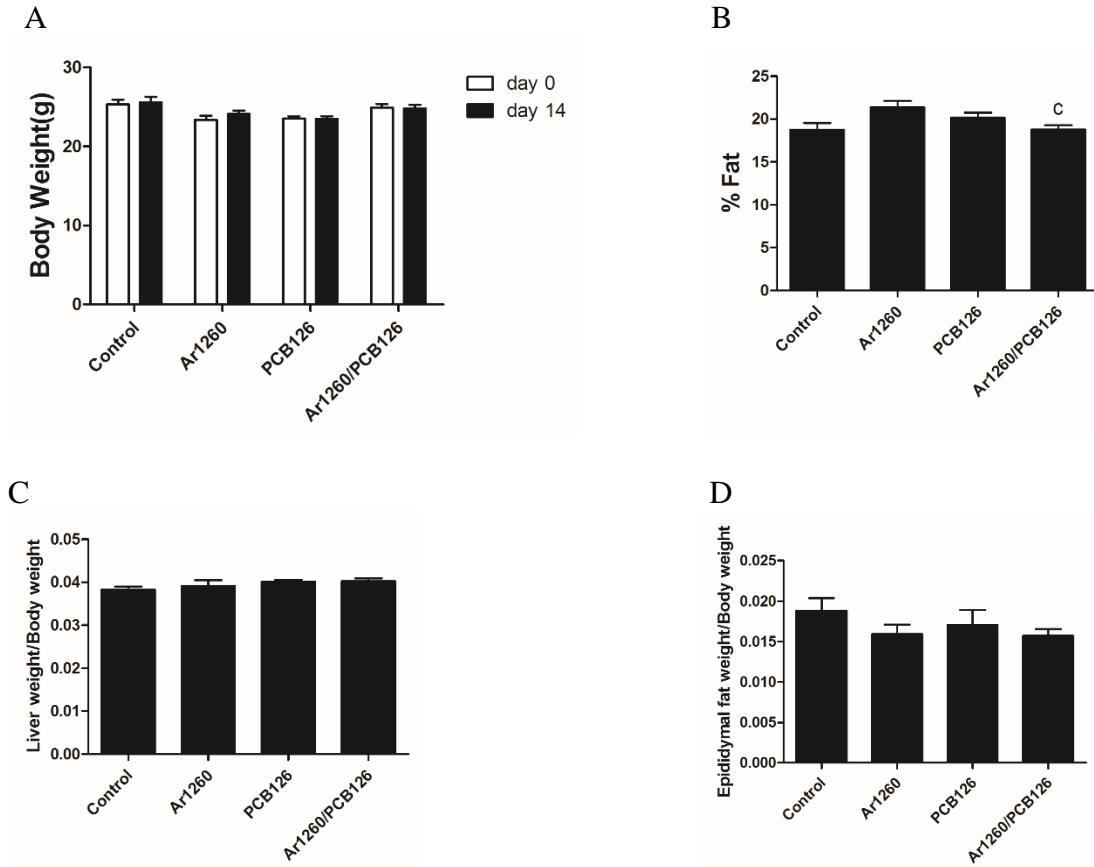 A
Body Weight(g)
30
20
10
0
day 0
day 14
Control
Ar1260
PCB126
Ar1260/PCB126
B
% Fat
25
20
15
10
5
0
C
Control
Ar1260
PCB126
Ar1260/PCB126
C
Liver weight/Body weight
0.05
0.04
0.03
0.02
0.01
0.00
Control
Ar1260
PCB126
Ar1260/PCB126
D
Epididymal fat weight/Body weight
0.025
0.020
0.015
0.010
0.005
0.000
Control
Ar1260
PCB126
Ar1260/PCB126